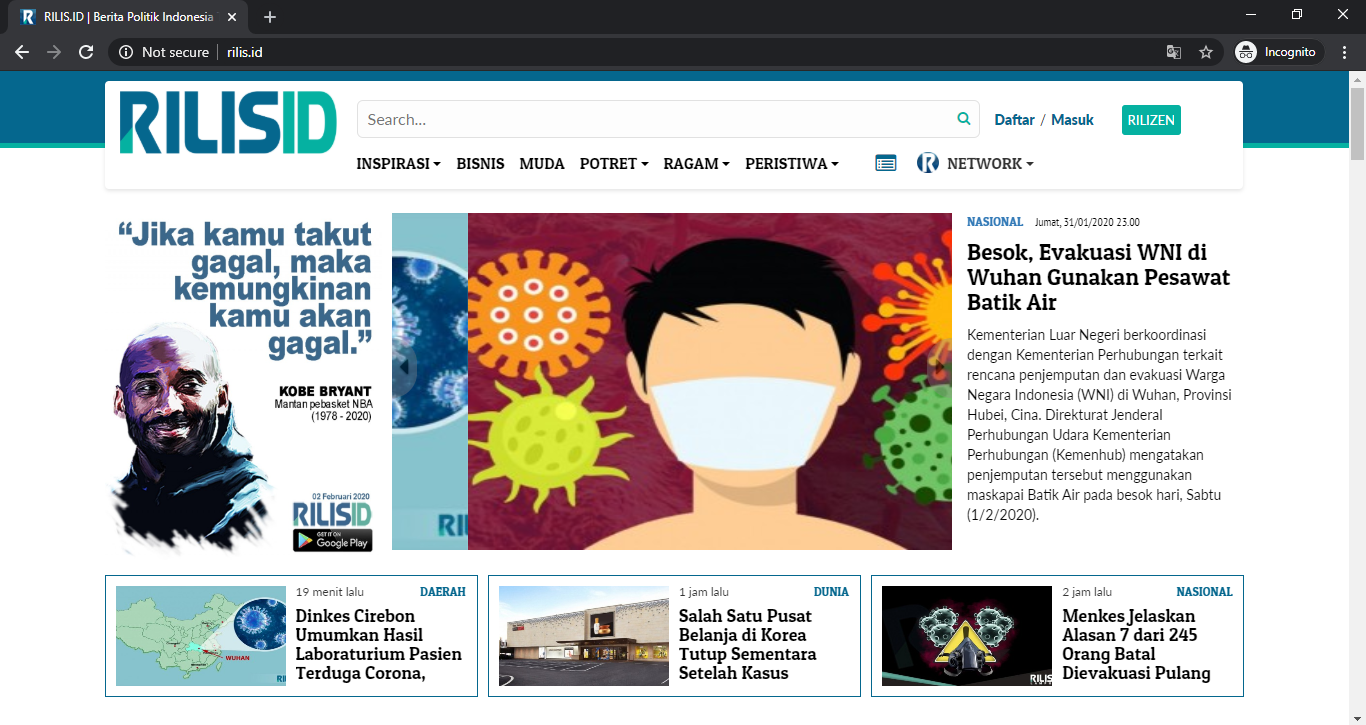 RILIS.ID | Berita Politik Indonesia
Not secure
rilis.id
Incognito
RILISID
Search...
Daftar / Masuk
RILIZEN
INSPIRASI
BISNIS
MUDA
POTRET
RAGAM
PERISTIWA
NETWORK
“Jika kamu takut
gagal, maka
kemungkinan
kamu akan
gagal.”
KOBE BRYANT
Mantan pebasket NBA
(1978 - 2020)
02 Februari 2020
RILISID
GET IT ON
Google Play
NASIONAL
Jumat, 31/01/2020 23.00
Besok, Evakuasi WNI di
Wuhan Gunakan Pesawat
Batik Air
Kementerian Luar Negeri berkoordinasi
dengan Kementerian Perhubungan terkait
rencana penjemputan dan evakuasi Warga
Negara Indonesia (WNI) di Wuhan, Provinsi
Hubei, Cina. Direkturat Jenderal
Perhubungan Udara Kementerian
Perhubungan (Kemenhub) mengatakan
penjemputan tersebut menggunakan
maskapai Batik Air pada besok hari, Sabtu
(1/2/2020).
WUHAN
19 menit lalu
DAERAH
Dinkes Cirebon
Umumkan Hasil
Laboraturium Pasien
Terduga Corona,
1 jam lalu
DUNIA
Salah Satu Pusat
Belanja di Korea
Tutup Sementara
Setelah Kasus
RILIS
2 jam lalu
NASIONAL
Menkes Jelaskan
Alasan 7 dari 245
Orang Batal
Dievakuasi Pulang